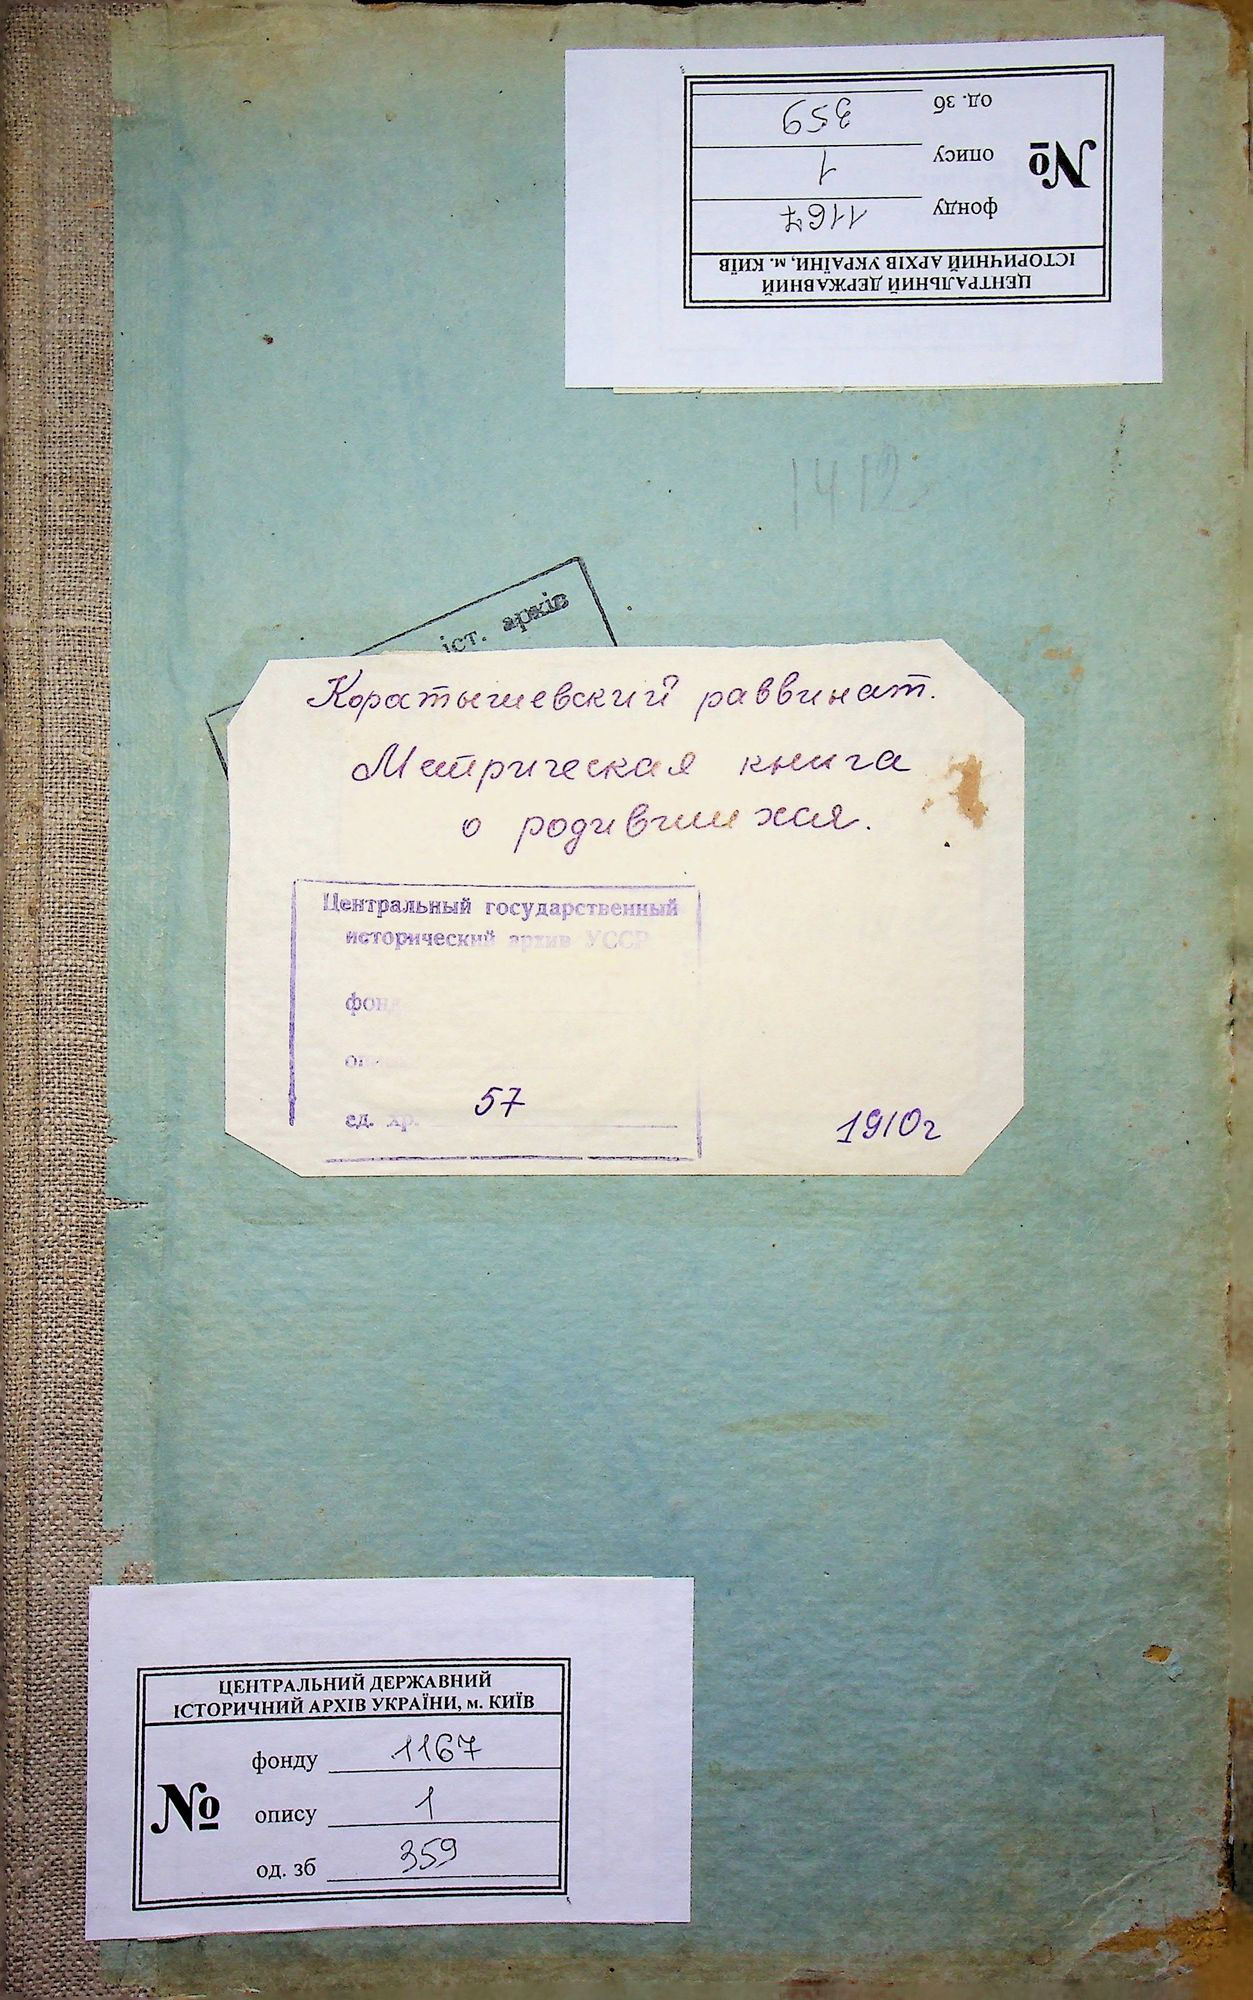 од. зб 359
опису 1
№
фонду 1167
ЦЕНТРАЛЬНИЙ ДЕРЖАВНИЙ
ІСТОРИЧНИЙ АРХІВ УКРАЇНИ, м. КИЇВ
1412
іст. архів
Коростышевский раввинат.
Метрическая книга
о родившихся.
Центральный государственный
исторический архив УССР
фонд
ед. хр. 57
1910г
ЦЕНТРАЛЬНИЙ ДЕРЖАВНИЙ
ІСТОРИЧНИЙ АРХІВ УКРАЇНИ, м. КИЇВ
фонду 1167
№
опису 1
од. зб 359